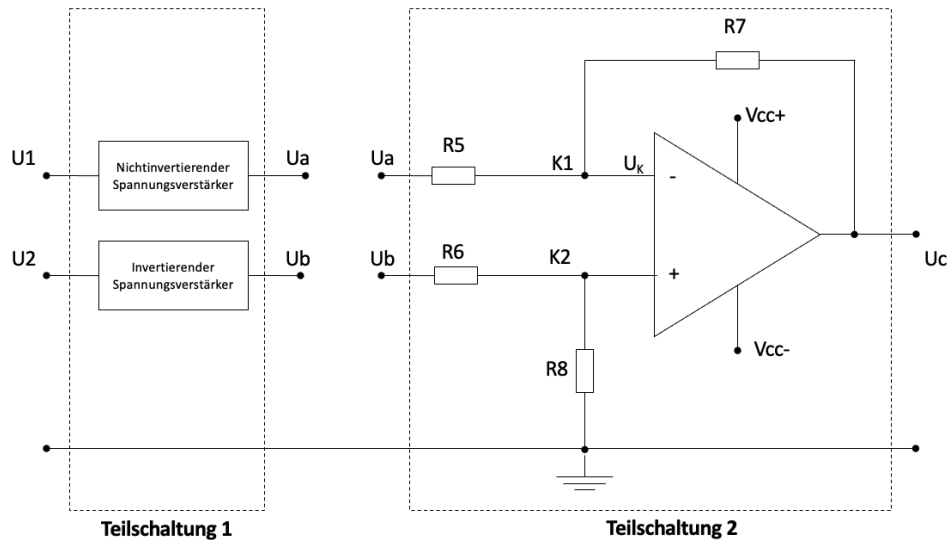 R7
Vcc+
U1
Nichtinvertierender
Spannungsverstärker
Ua
Ua
R5
K1
UK
-
U2
Invertierender
Spannungsverstärker
Ub
Ub
R6
K2
+
Uc
R8
Vcc-
Teilschaltung 1
Teilschaltung 2